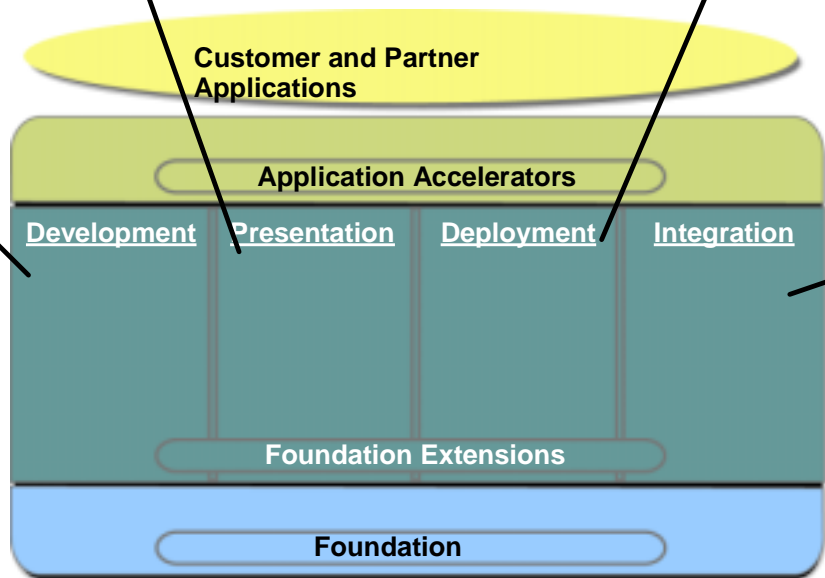 Customer and Partner
Applications
Application Accelerators
Development Presentation Deployment Integration
Foundation Extensions
Foundation